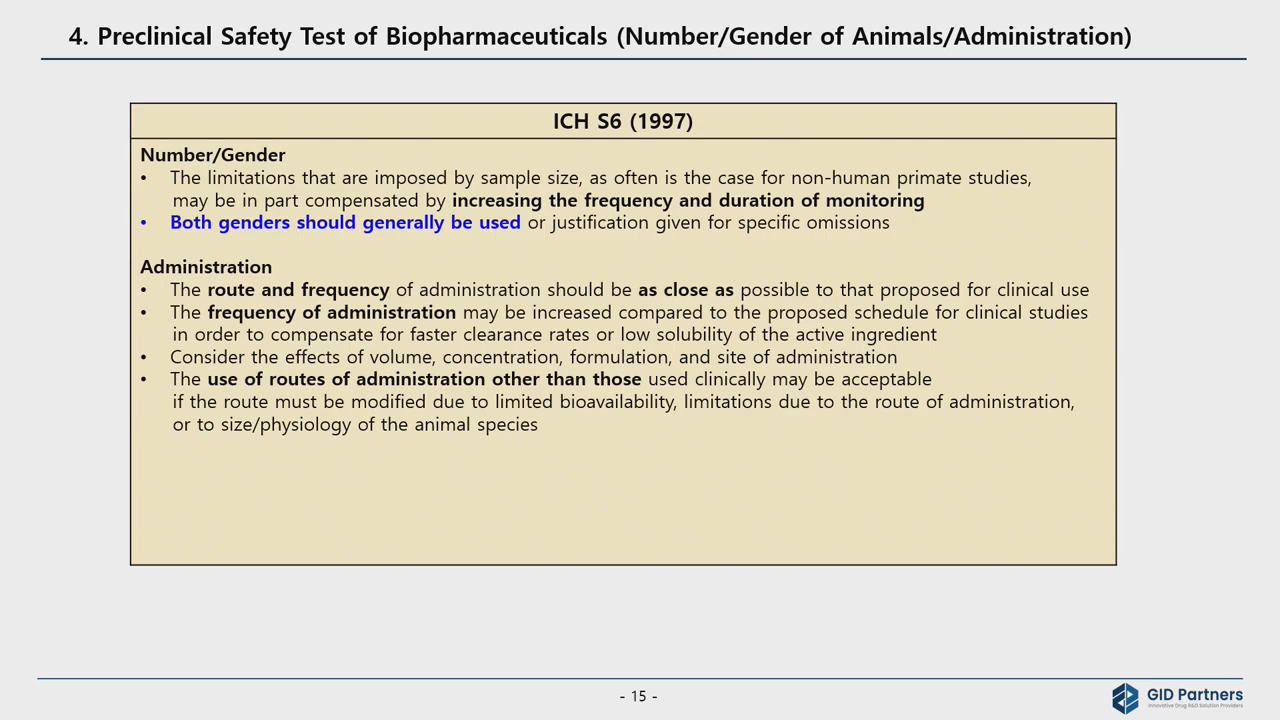 4. Preclinical Safety Test of Biopharmaceuticals (Number/Gender of Animals/Administration)
ICH S6 (1997)
Number/Gender
• The limitations that are imposed by sample size, as often is the case for non-human primate studies,
may be in part compensated by increasing the frequency and duration of monitoring
• Both genders should generally be used or justification given for specific omissions
Administration
• The route and frequency of administration should be as close as possible to that proposed for clinical use
• The frequency of administration may be increased compared to the proposed schedule for clinical studies
in order to compensate for faster clearance rates or low solubility of the active ingredient
• Consider the effects of volume, concentration, formulation, and site of administration
• The use of routes of administration other than those used clinically may be acceptable
if the route must be modified due to limited bioavailability, limitations due to the route of administration,
or to size/physiology of the animal species
- 15 -
GID Partners
Innovative Drug R&D Solution Providers